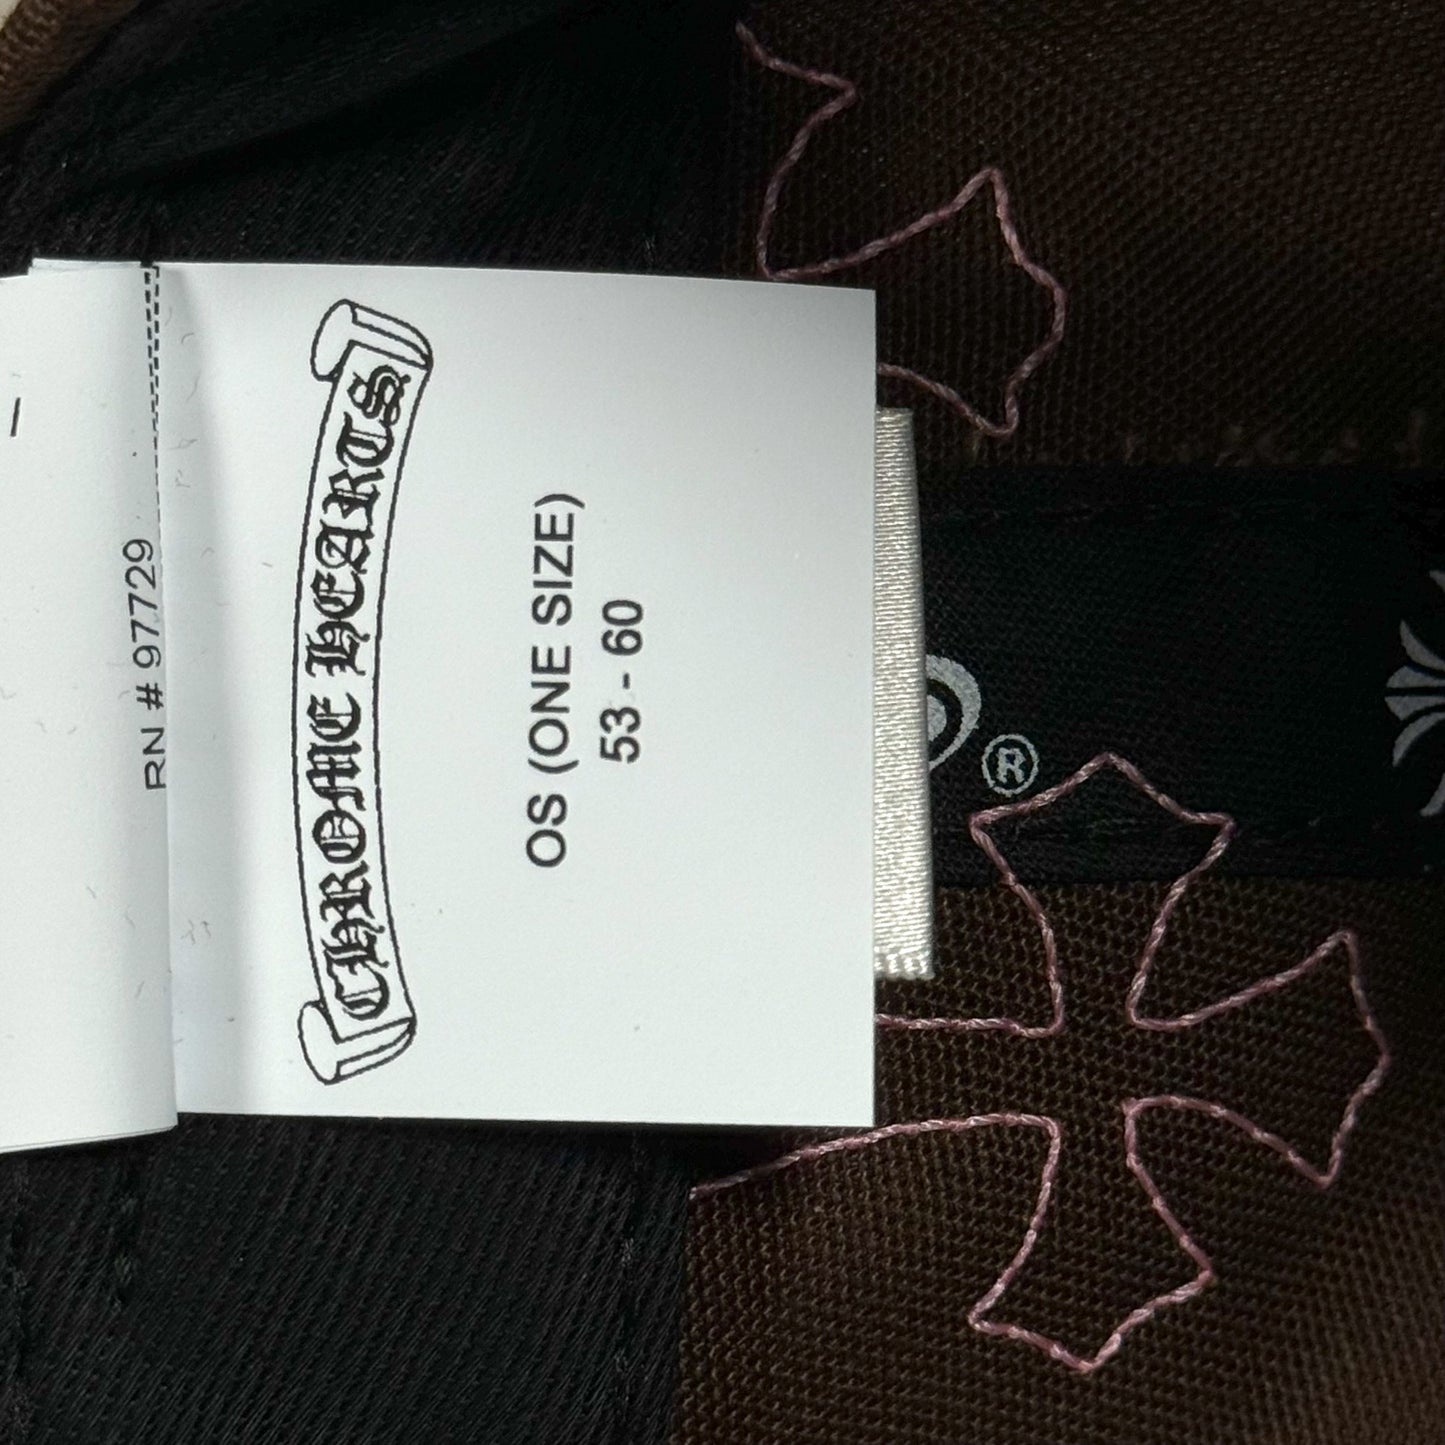 RN # 97729
CHROME HEARTS
OS (ONE SIZE)
53 - 60
®